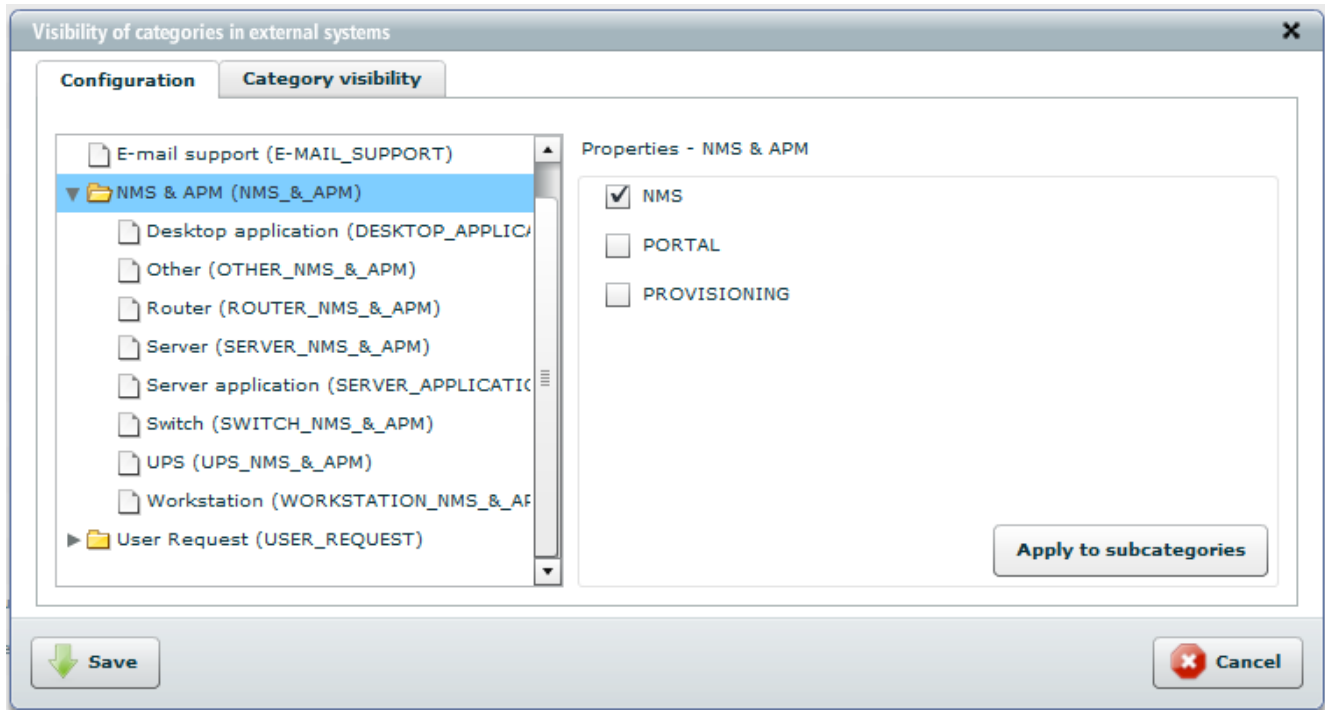 Visibility of categories in external systems
Configuration
Category visibility
E-mail support (E-MAIL_SUPPORT)
NMS & APM (NMS_&_APM)
Desktop application (DESKTOP_APPLICA
Other (OTHER_NMS_&_APM)
Router (ROUTER_NMS_&_APM)
Server (SERVER_NMS_&_APM)
Server application (SERVER_APPLICATIO
Switch (SWITCH_NMS_&_APM)
UPS (UPS_NMS_&_APM)
Workstation (WORKSTATION_NMS_&_AP
User Request (USER_REQUEST)
Properties - NMS & APM
NMS
PORTAL
PROVISIONING
Apply to subcategories
Save
Cancel